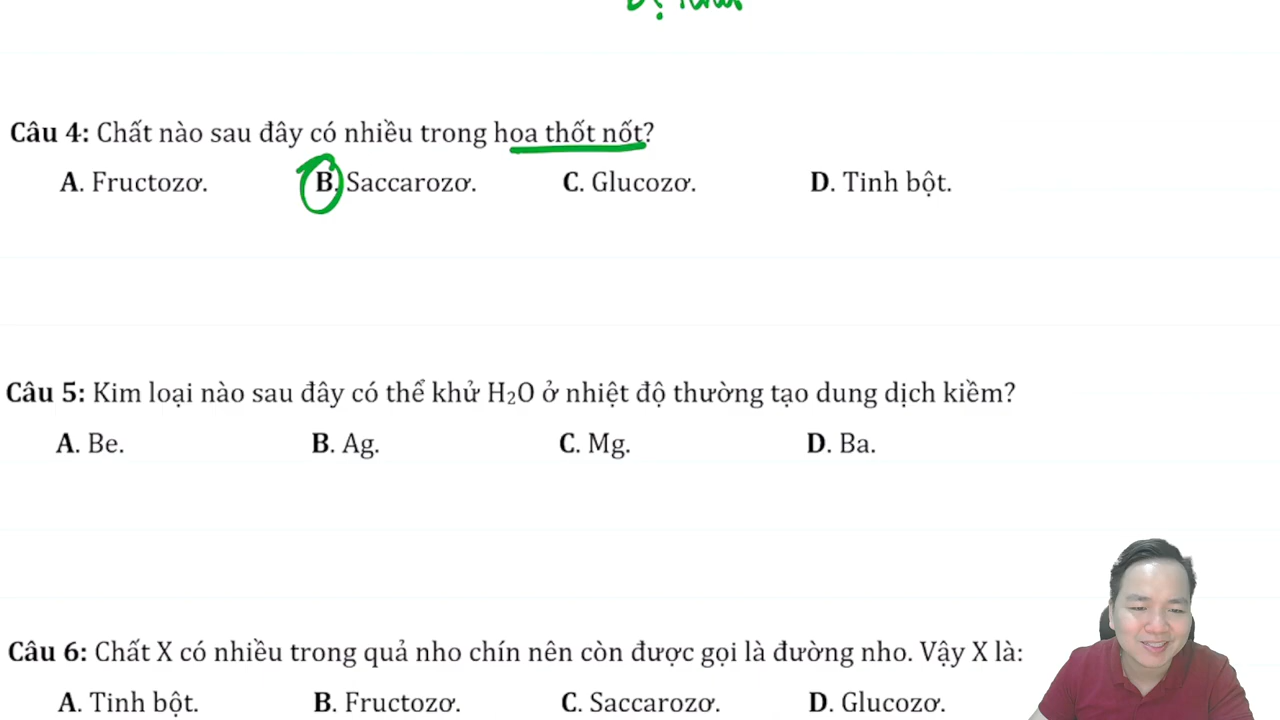 Câu 4: Chất nào sau đây có nhiều trong hoa thốt nốt?
A. Fructozơ. B. Saccarozơ. C. Glucozơ. D. Tinh bột.
Câu 5: Kim loại nào sau đây có thể khử H₂O ở nhiệt độ thường tạo dung dịch kiềm?
A. Be. B. Ag. C. Mg. D. Ba.
Câu 6: Chất X có nhiều trong quả nho chín nên còn được gọi là đường nho. Vậy X là:
A. Tinh bột. B. Fructozơ. C. Saccarozơ. D. Glucozơ.